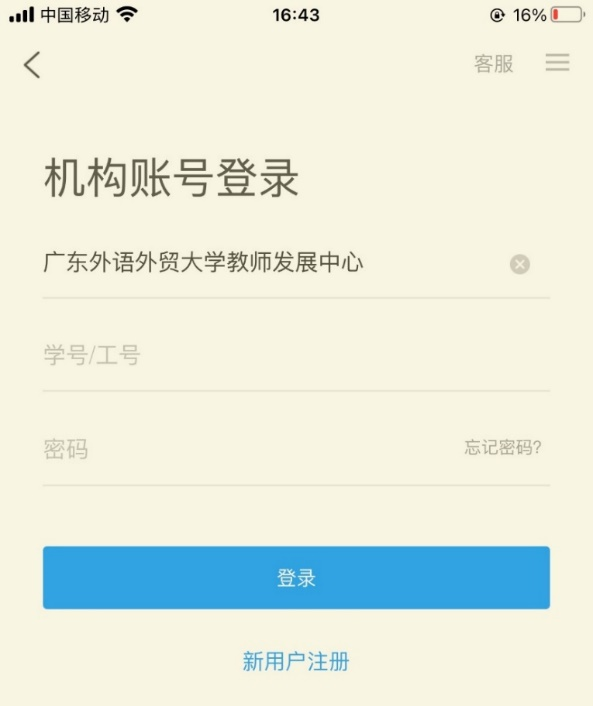 中国移动 16:43 16%
客服
机构账号登录
广东外语外贸大学教师发展中心
学号/工号
密码 忘记密码?
登录
新用户注册